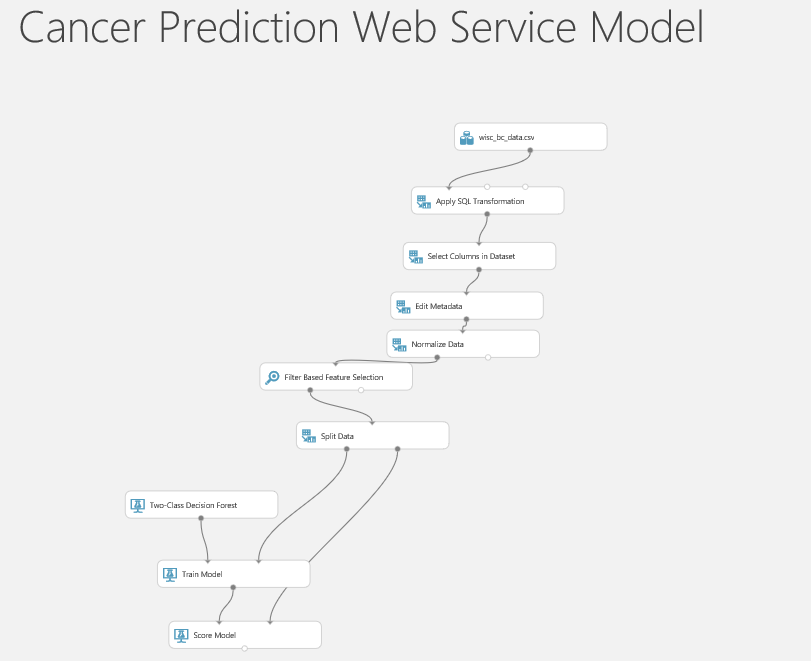 Cancer Prediction Web Service Model
wisc_bc_data.csv
Apply SQL Transformation
Select Columns in Dataset
Edit Metadata
Normalize Data
Filter Based Feature Selection
Split Data
Two-Class Decision Forest
Train Model
Score Model